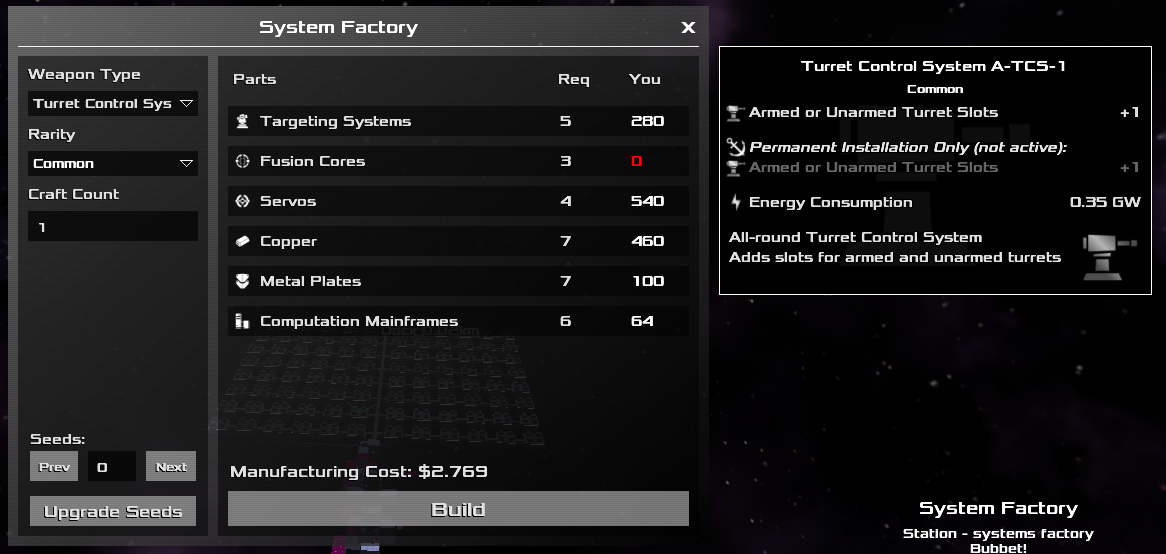 System Factory
X
Weapon Type
Turret Control Sys
Rarity
Common
Craft Count
1
Seeds:
Prev 0 Next
Upgrade Seeds
Parts Req You
Targeting Systems 5 280
Fusion Cores 3 0
Servos 4 540
Copper 7 460
Metal Plates 7 100
Computation Mainframes 6 64
Manufacturing Cost: $2.769
Build
Turret Control System A-TCS-1
Common
Armed or Unarmed Turret Slots +1
Permanent Installation Only (not active):
Armed or Unarmed Turret Slots +1
Energy Consumption 0.35 GW
All-round Turret Control System
Adds slots for armed and unarmed turrets
System Factory
Station - systems factory
Bubbet!